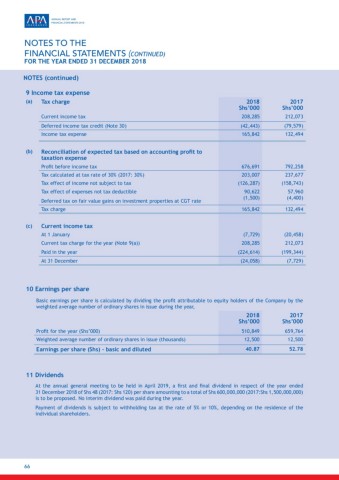 APA
ANNUAL REPORT AND
FINANCIAL STATEMENTS 2018
NOTES TO THE
FINANCIAL STATEMENTS (CONTINUED)
FOR THE YEAR ENDED 31 DECEMBER 2018
NOTES (continued)
9 Income tax expense
(a) Tax charge 2018 2017
Shs'000 Shs'000
Current income tax 208,285 212,073
Deferred income tax credit (Note 30) (42,443) (79,579)
Income tax expense 165,842 132,494
(b) Reconciliation of expected tax based on accounting profit to
taxation expense
Profit before income tax 676,691 792,258
Tax calculated at tax rate of 30% (2017: 30%) 203,007 237,677
Tax effect of income not subject to tax (126,287) (158,743)
Tax effect of expenses not tax deductible 90,622 57,960
Deferred tax on fair value gains on investment properties at CGT rate (1,500) (4,400)
Tax charge 165,842 132,494
(c) Current income tax
At 1 January (7,729) (20,458)
Current tax charge for the year (Note 9(a)) 208,285 212,073
Paid in the year (224,614) (199,344)
At 31 December (24,058) (7,729)
10 Earnings per share
Basic earnings per share is calculated by dividing the profit attributable to equity holders of the Company by the
weighted average number of ordinary shares in issue during the year.
2018 2017
Shs'000 Shs'000
Profit for the year (Shs'000) 510,849 659,764
Weighted average number of ordinary shares in issue (thousands) 12,500 12,500
Earnings per share (Shs) - basic and diluted 40.87 52.78
11 Dividends
At the annual general meeting to be held in April 2019, a first and final dividend in respect of the year ended
31 December 2018 of Shs 48 (2017: Shs 120) per share amounting to a total of Shs 600,000,000 (2017:Shs 1,500,000,000)
is to be proposed. No interim dividend was paid during the year.
Payment of dividends is subject to withholding tax at the rate of 5% or 10%, depending on the residence of the
individual shareholders.
66